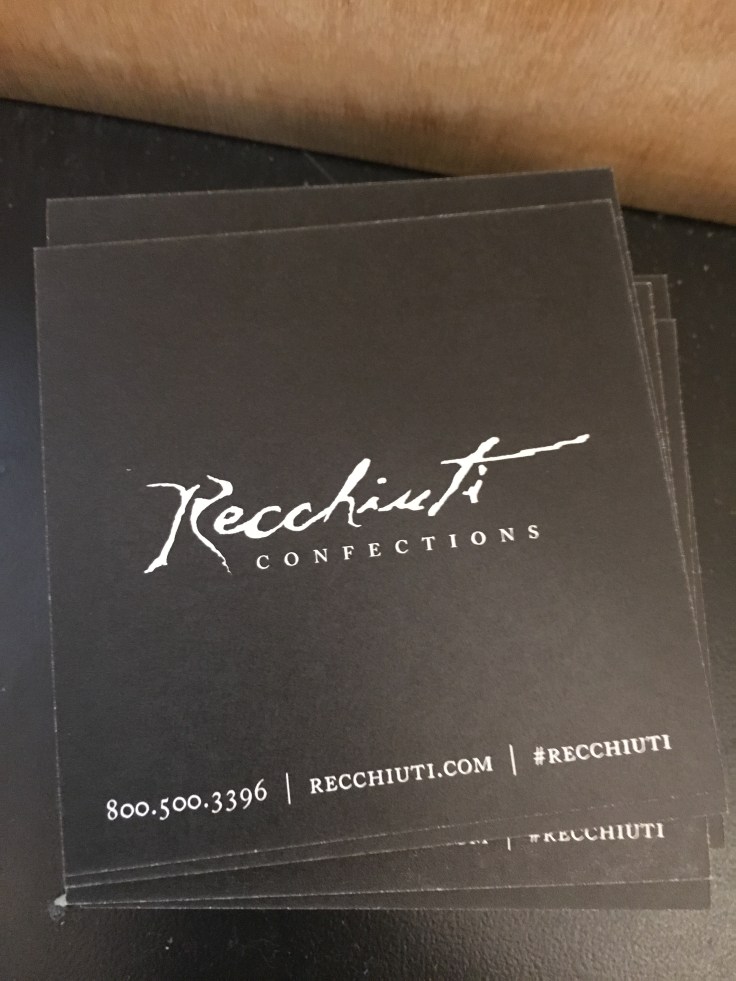 Recchiuti
CONFECTIONS
800.500.3396 | RECCHIUTI.COM | #RECCHIUTI
| #RECCHIUTI